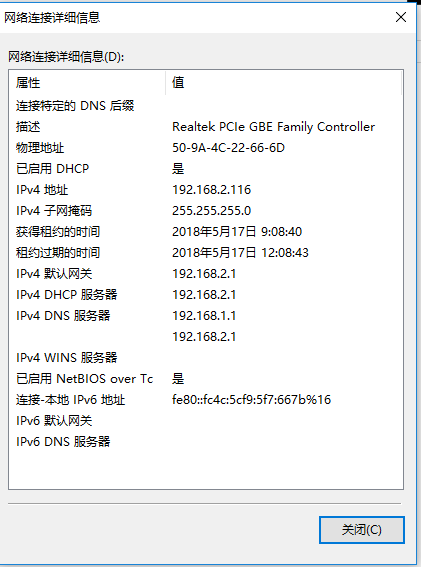 网络连接详细信息
网络连接详细信息(D):
属性 值
连接特定的 DNS 后缀
描述 Realtek PCIe GBE Family Controller
物理地址 50-9A-4C-22-66-6D
已启用 DHCP 是
IPv4 地址 192.168.2.116
IPv4 子网掩码 255.255.255.0
获得租约的时间 2018年5月17日 9:08:40
租约过期的时间 2018年5月17日 12:08:43
IPv4 默认网关 192.168.2.1
IPv4 DHCP 服务器 192.168.2.1
IPv4 DNS 服务器 192.168.1.1
192.168.2.1
IPv4 WINS 服务器
已启用 NetBIOS over Tc 是
连接-本地 IPv6 地址 fe80::fc4c:5cf9:5f7:667b%16
IPv6 默认网关
IPv6 DNS 服务器
关闭(C)